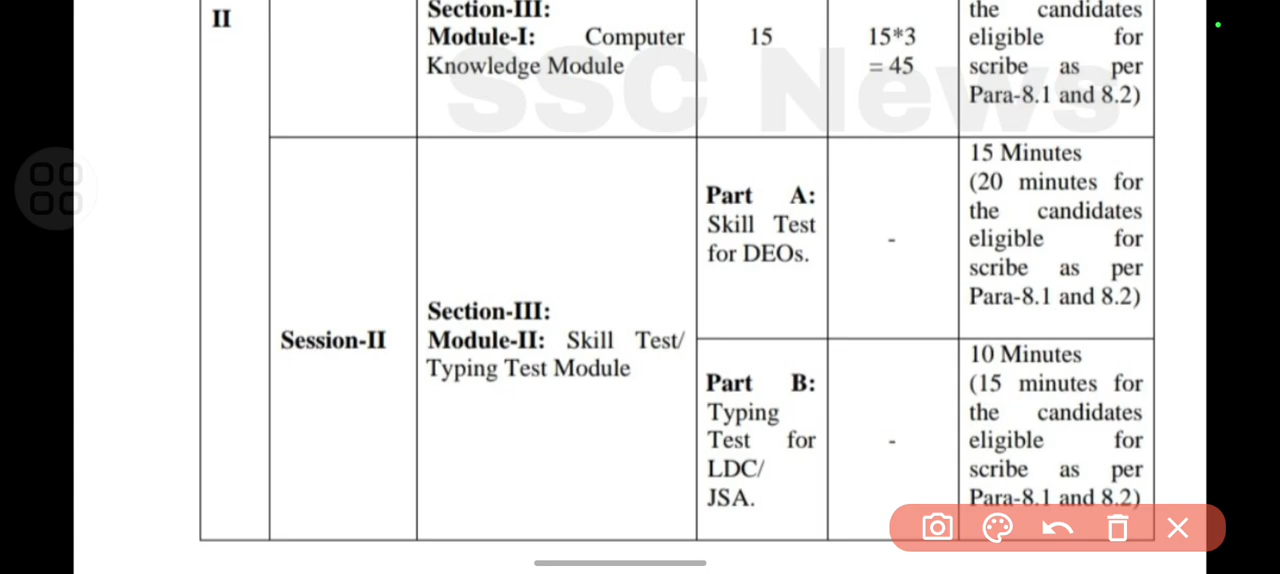 II
Section-III:
Module-I: Computer
Knowledge Module
15
15*3
= 45
the candidates
eligible for
scribe as per
Para-8.1 and 8.2)
SSC News
Session-II
Section-III:
Module-II: Skill Test/
Typing Test Module
Part A:
Skill Test
for DEOs.
-
15 Minutes
(20 minutes for
the candidates
eligible for
scribe as per
Para-8.1 and 8.2)
Part B:
Typing
Test for
LDC/
JSA.
-
10 Minutes
(15 minutes for
the candidates
eligible for
scribe as per
Para-8.1 and 8.2)